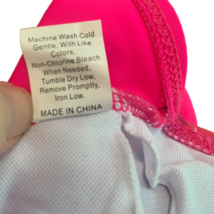 Machine Wash Cold
Gentle, With Like
Colors.
Non-Chlorine Bleach
When Needed,
Tumble Dry Low,
Remove Promptly,
Iron Low.
MADE IN CHINA